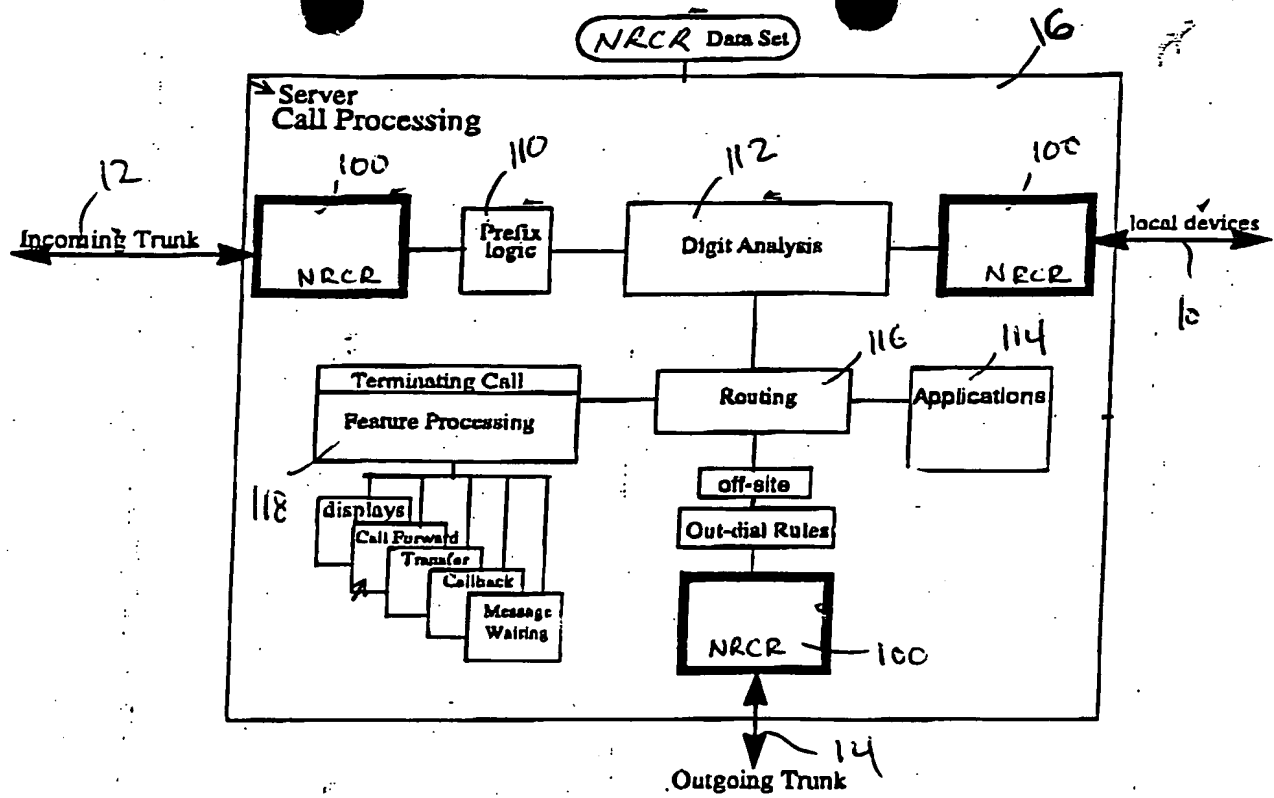 NRCR Data Set
16
Server
Call Processing
12
100
110
112
100
Incoming Trunk
Prefix
logic
Digit Analysis
local devices
NRCR
NRCR
10
116
114
Terminating Call
Routing
Applications
Feature Processing
118
off-site
displays
Out-dial Rules
Call Forward
Transfer
Callback
Message
Waiting
NRCR
100
14
Outgoing Trunk